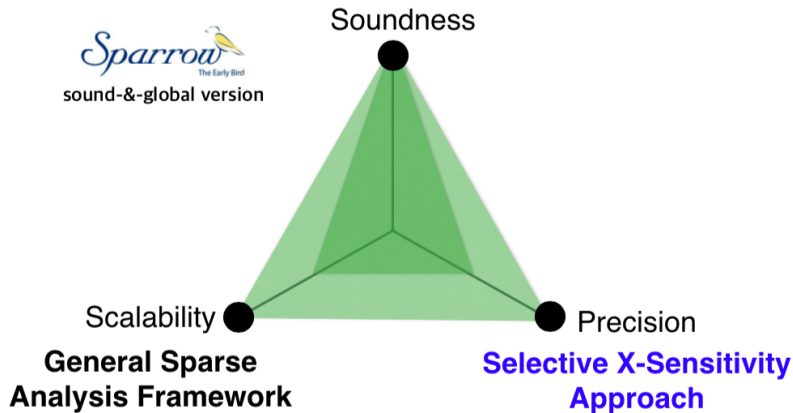 Soundness
Sparrow
The Early Bird
sound-&-global version
Scalability
Precision
General Sparse
Analysis Framework
Selective X-Sensitivity
Approach